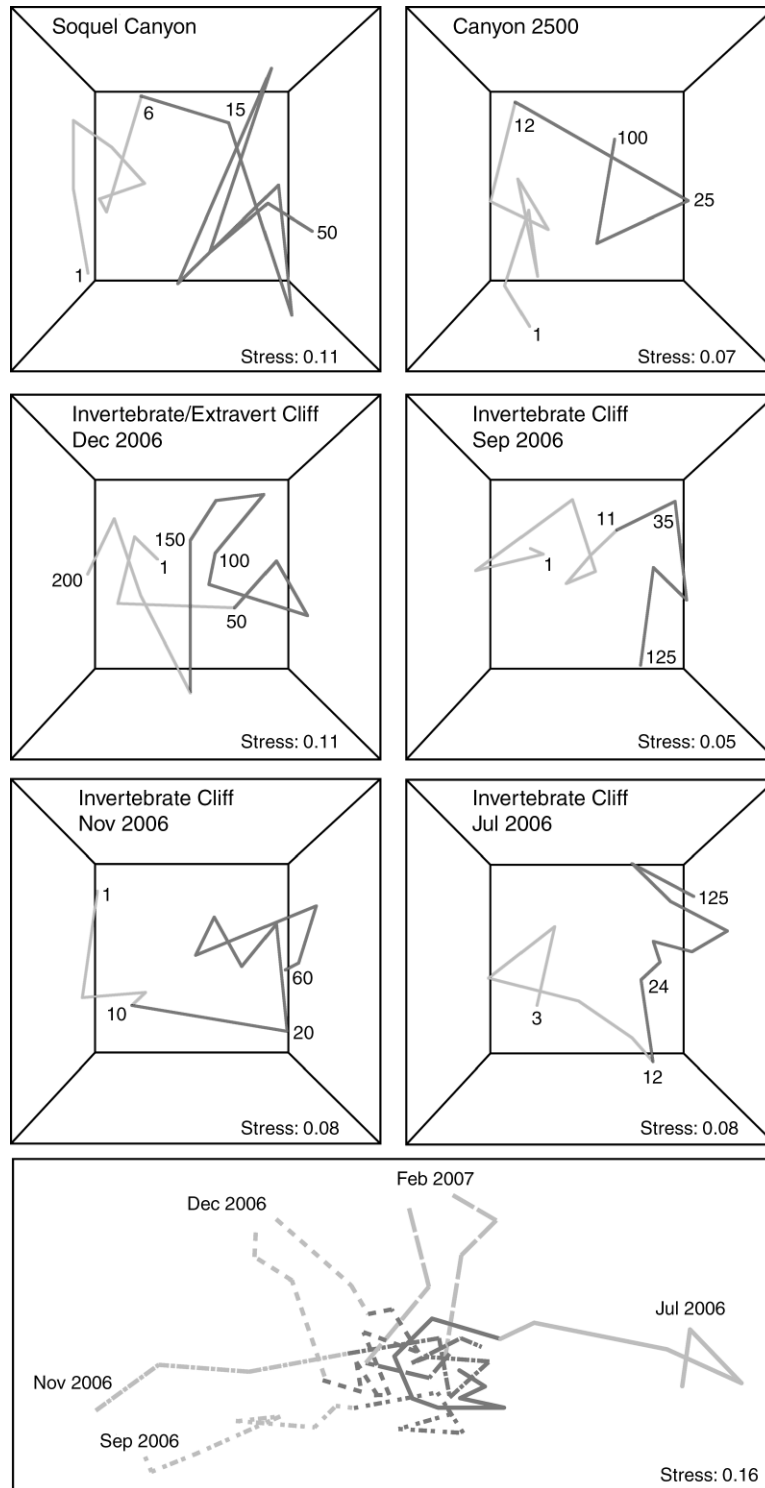 Soquel Canyon
6
15
50
1
Stress: 0.11
Canyon 2500
12
100
25
1
Stress: 0.07
Invertebrate/Extravert Cliff
Dec 2006
150
1
100
200
50
Stress: 0.11
Invertebrate Cliff
Sep 2006
11
35
1
125
Stress: 0.05
Invertebrate Cliff
Nov 2006
1
60
10
20
Stress: 0.08
Invertebrate Cliff
Jul 2006
125
24
3
12
Stress: 0.08
Feb 2007
Dec 2006
Jul 2006
Nov 2006
Sep 2006
Stress: 0.16